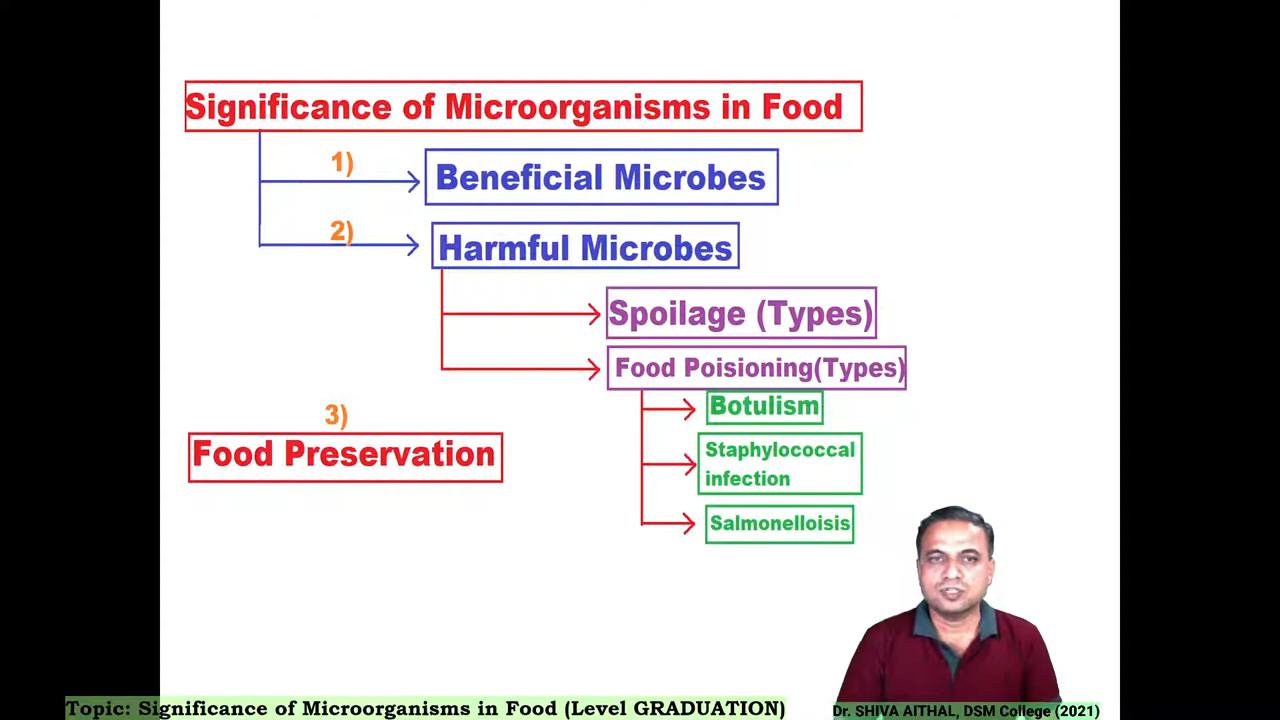 Significance of Microorganisms in Food
1)
Beneficial Microbes
2)
Harmful Microbes
Spoilage (Types)
Food Poisioning(Types)
Botulism
Staphylococcal
infection
Salmonelloisis
3)
Food Preservation
Topic: Significance of Microorganisms in Food (Level GRADUATION)
Dr. SHIVA AITHAL, DSM College (2021)